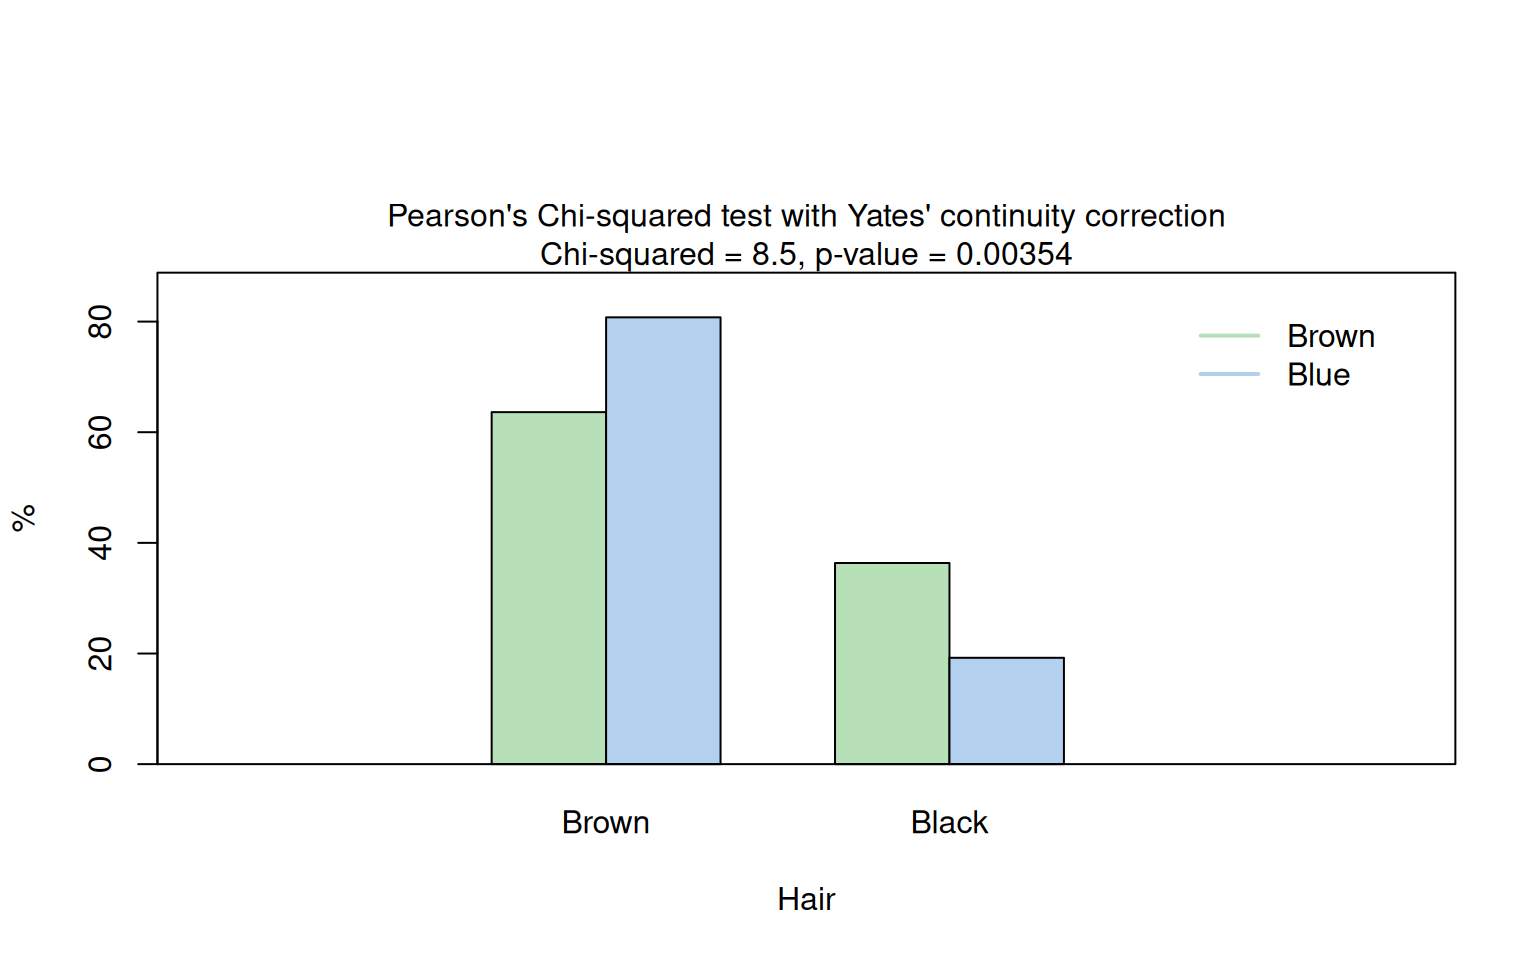 Pearson's Chi-squared test with Yates' continuity correction
Chi-squared = 8.5, p-value = 0.00354
80
60
40
20
0
%
Brown
Blue
Brown
Black
Hair